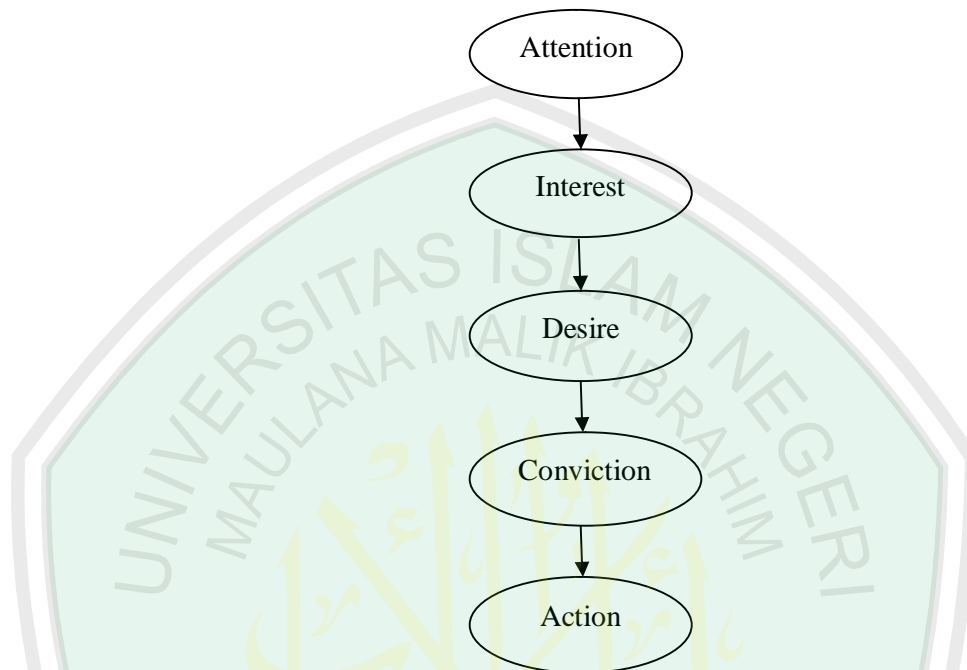 Attention
Interest
Desire
Conviction
Action
UNIVERSITAS ISLAM NEGERI
MAULANA MALIK IBRAHIM